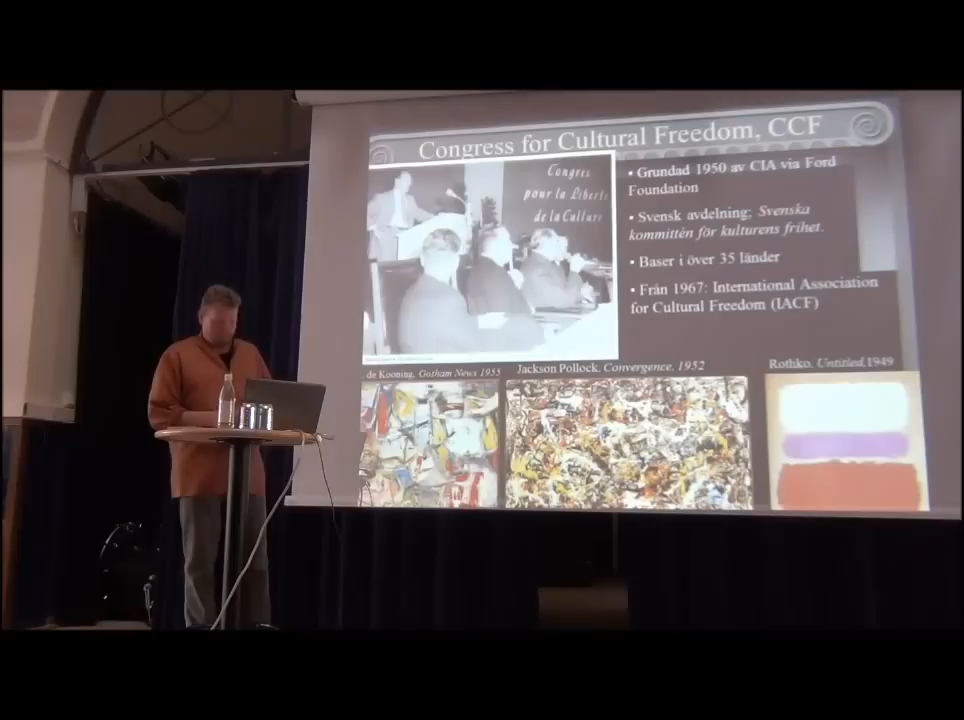 Congress for Cultural Freedom, CCF
Congres
pour la Liberte
de la Culture
• Grundad 1950 av CIA via Ford
Foundation
• Svensk avdelning; Svenska
kommittén för kulturens frihet.
• Baser i över 35 länder
• Från 1967: International Association
for Cultural Freedom (IACF)
de Kooning, Gotham News 1955
Jackson Pollock. Convergence, 1952
Rothko, Untitled,1949